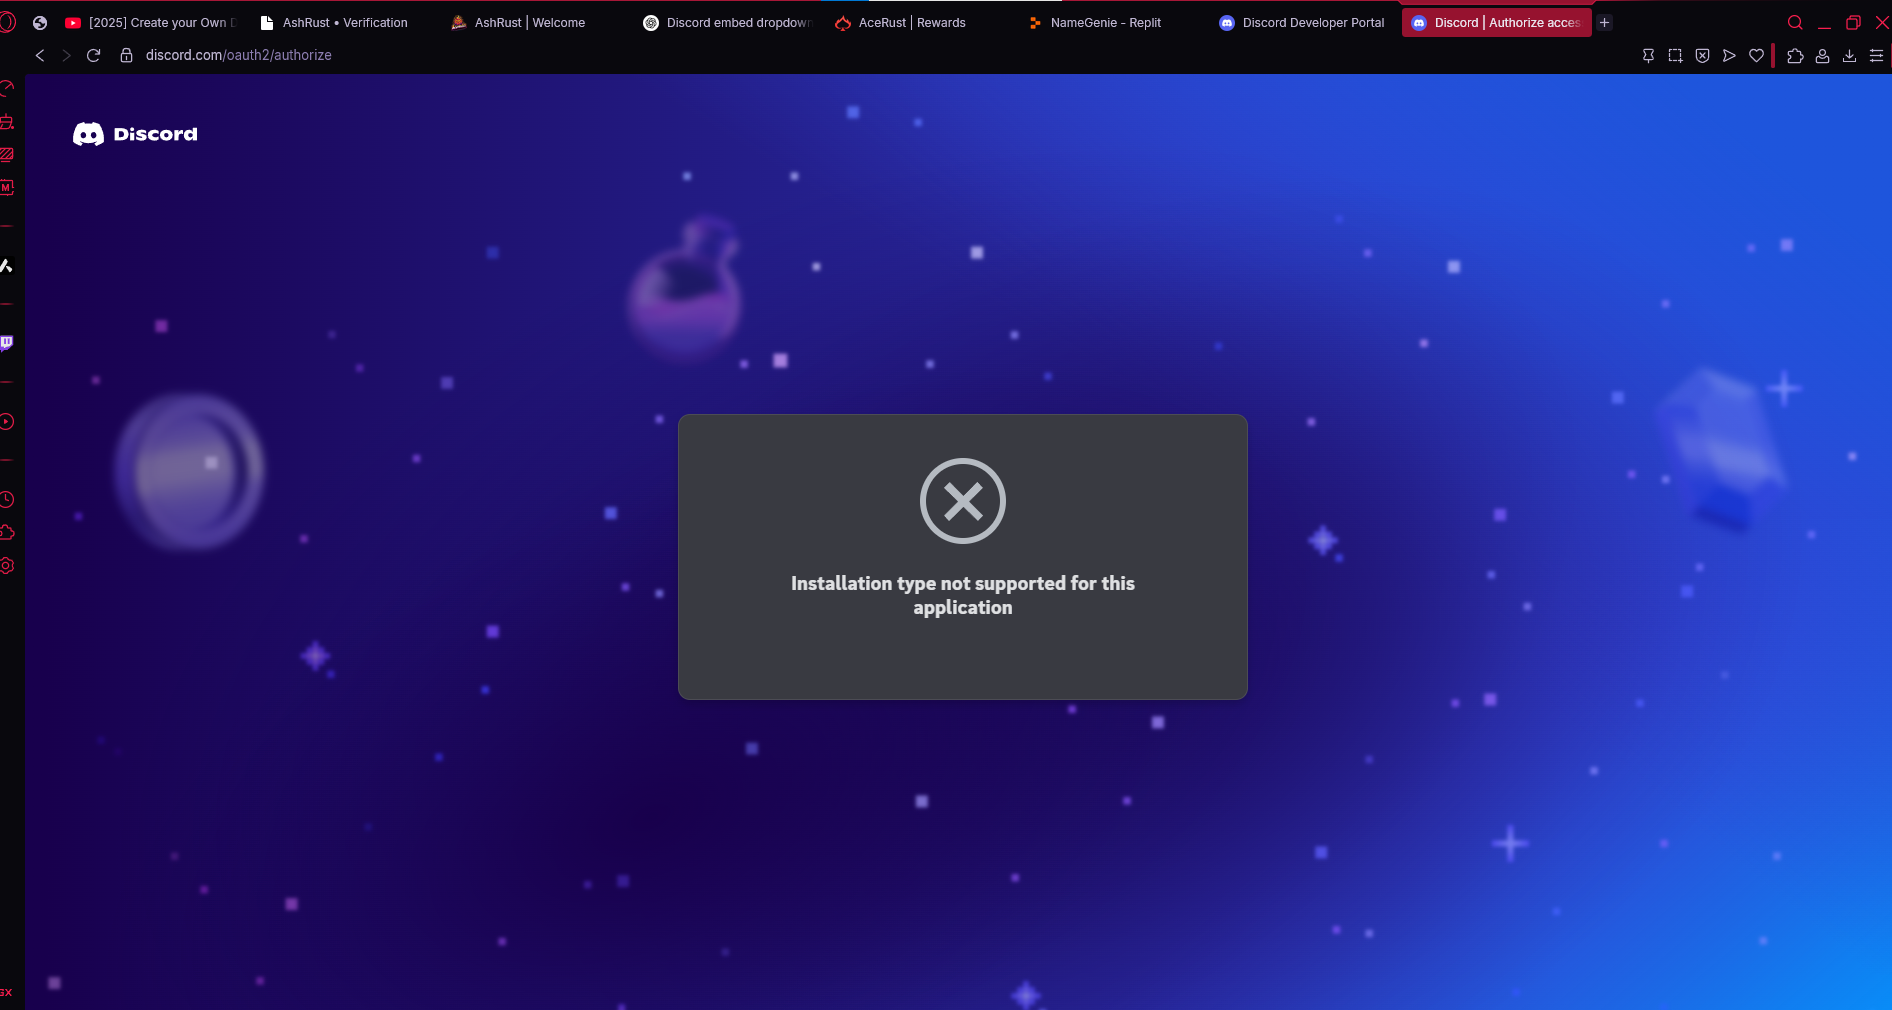 [2025] Create your Own D
AshRust • Verification
AshRust | Welcome
Discord embed dropdown
AceRust | Rewards
NameGenie - Replit
Discord Developer Portal
Discord | Authorize acces
discord.com/oauth2/authorize
Discord
M
Installation type not supported for this
application
GX